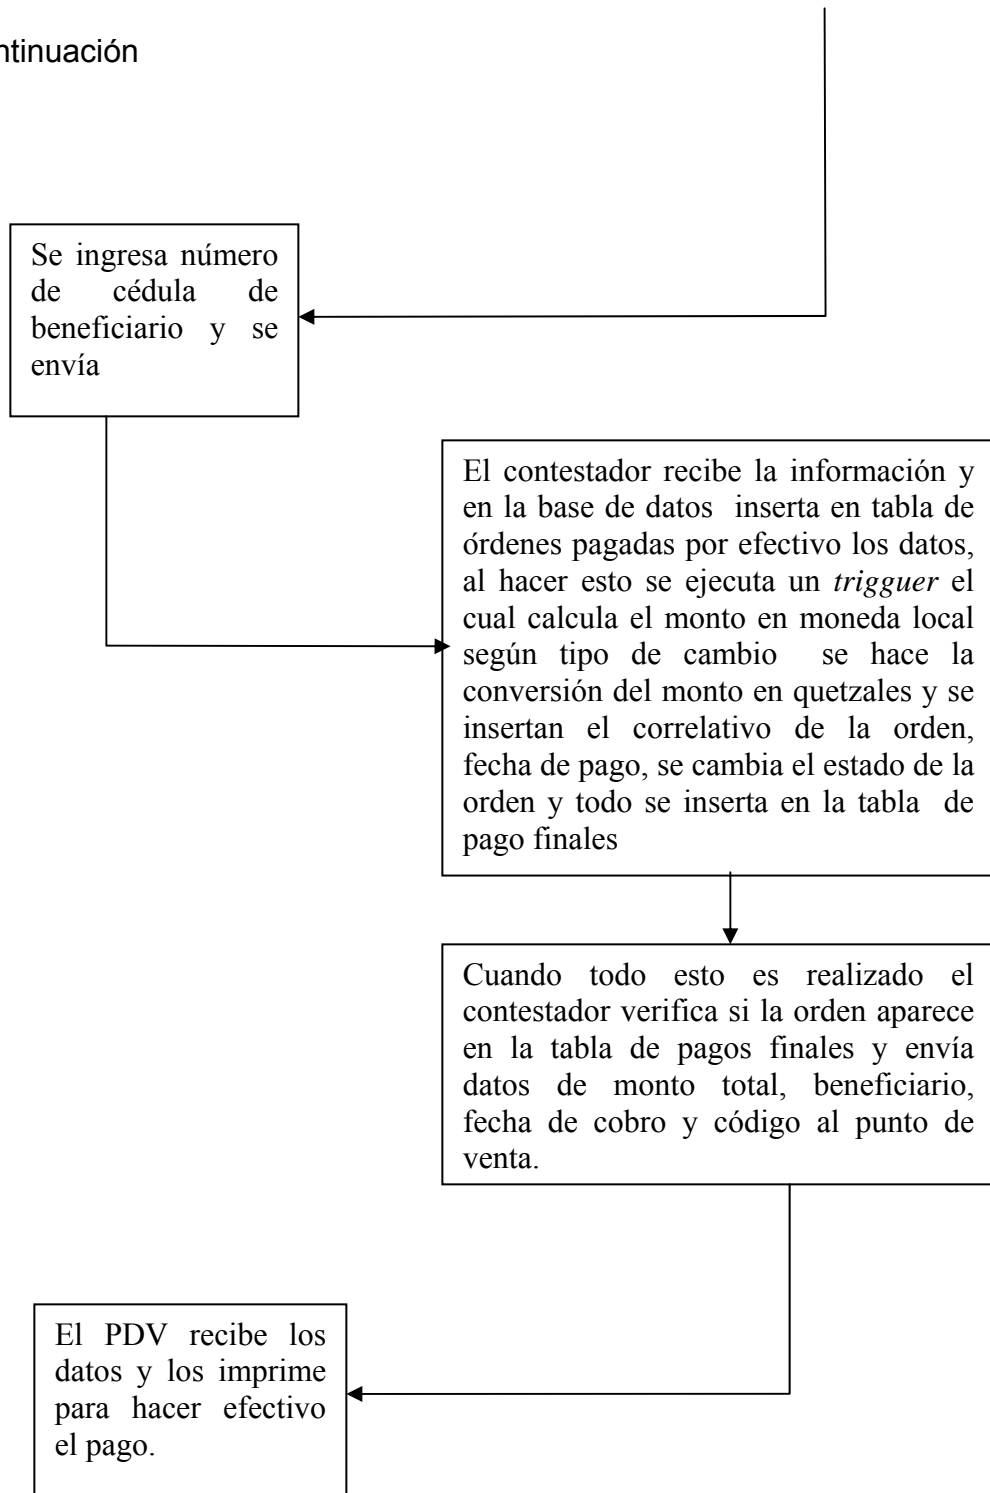 ntinuación
Se ingresa número
de cédula de
beneficiario y se
envía
El contestador recibe la información y
en la base de datos inserta en tabla de
órdenes pagadas por efectivo los datos,
al hacer esto se ejecuta un trigguer el
cual calcula el monto en moneda local
según tipo de cambio se hace la
conversión del monto en quetzales y se
insertan el correlativo de la orden,
fecha de pago, se cambia el estado de la
orden y todo se inserta en la tabla de
pago finales
Cuando todo esto es realizado el
contestador verifica si la orden aparece
en la tabla de pagos finales y envía
datos de monto total, beneficiario,
fecha de cobro y código al punto de
venta.
El PDV recibe los
datos y los imprime
para hacer efectivo
el pago.